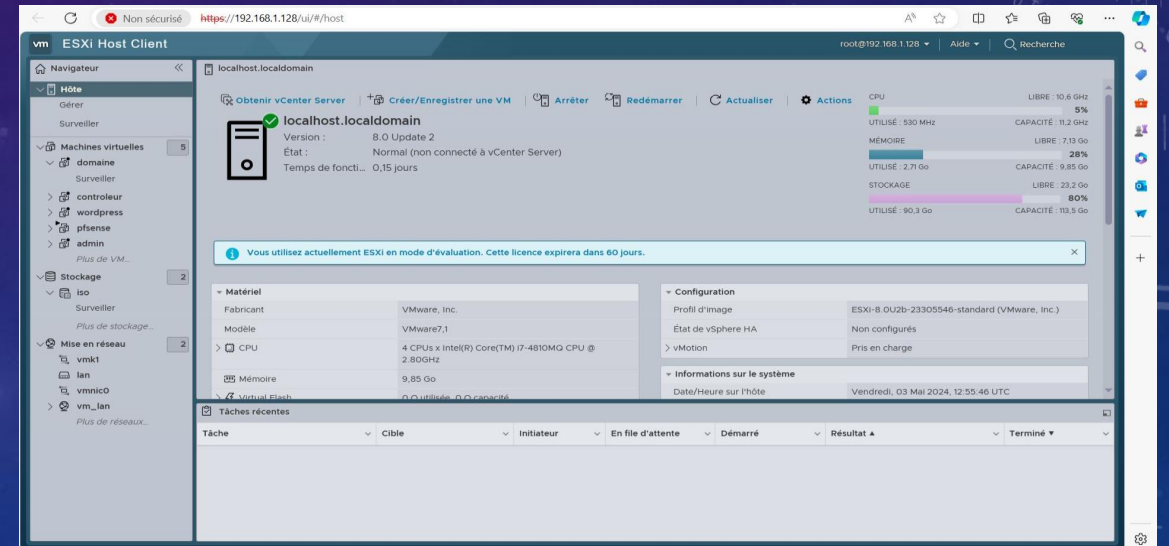 Non sécurisé https://192.168.1.128/ui/#/host
vm ESXi Host Client root@192.168.1.128 Aide Recherche
Navigateur
Hôte
Gérer
Surveiller
Machines virtuelles 5
domaine
Surveiller
controleur
wordpress
pfsense
admin
Plus de VM...
Stockage 2
iso
Surveiller
Plus de stockage...
Mise en réseau 2
vmk1
lan
vmnic0
vm_lan
Plus de réseaux...
localhost.localdomain
Obtenir vCenter Server Créer/Enregistrer une VM Arrêter Redémarrer Actualiser Actions
localhost.localdomain
Version : 8.0 Update 2
État : Normal (non connecté à vCenter Server)
Temps de foncti... 0,15 jours
CPU LIBRE : 10,6 GHz
5%
UTILISÉ : 530 MHz CAPACITÉ : 11,2 GHz
MÉMOIRE LIBRE : 7,13 Go
28%
UTILISÉ : 2,71 Go CAPACITÉ : 9,85 Go
STOCKAGE LIBRE : 23,2 Go
80%
UTILISÉ : 90,3 Go CAPACITÉ : 113,5 Go
Vous utilisez actuellement ESXi en mode d'évaluation. Cette licence expirera dans 60 jours.
Matériel
Fabricant VMware, Inc.
Modèle VMware7,1
CPU 4 CPUs x Intel(R) Core(TM) i7-4810MQ CPU @
2.80GHz
Mémoire 9,85 Go
Virtual Flash 0 O utilisée, 0 O capacité
Configuration
Profil d'image ESXi-8.0U2b-23305546-standard (VMware, Inc.)
État de vSphere HA Non configurés
vMotion Pris en charge
Informations sur le système
Date/Heure sur l'hôte Vendredi, 03 Mai 2024, 12:55:46 UTC
Tâches récentes
Tâche Cible Initiateur En file d'attente Démarré Résultat Terminé